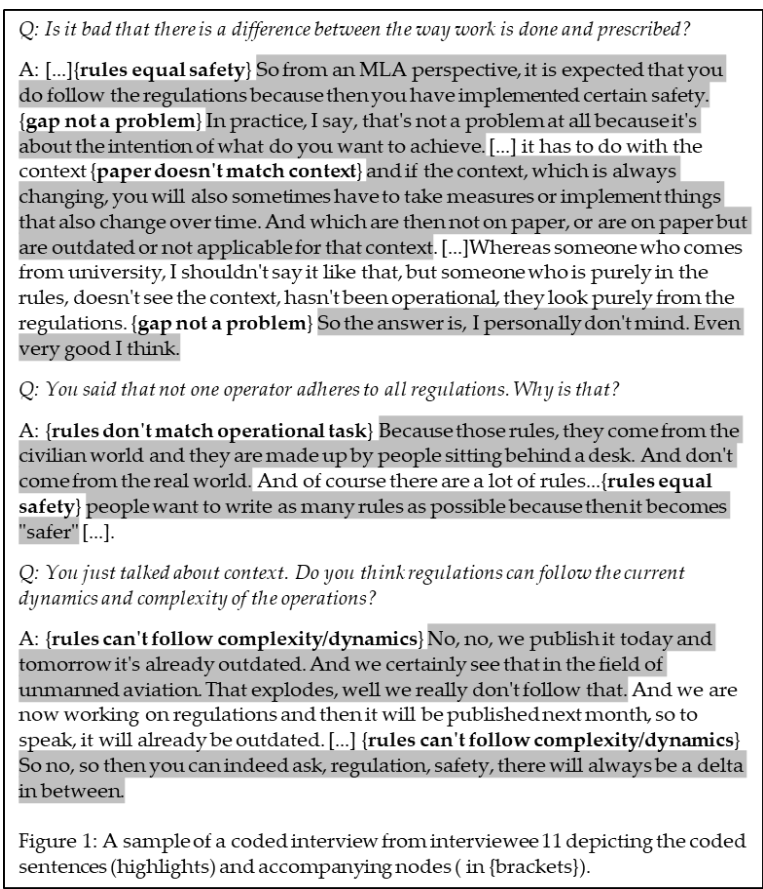 Q: Is it bad that there is a difference between the way work is done and prescribed?
A: [...]{rules equal safety} So from an MLA perspective, it is expected that you
do follow the regulations because then you have implemented certain safety.
{gap not a problem} In practice, I say, that's not a problem at all because it's
about the intention of what do you want to achieve. [...] it has to do with the
context {paper doesn't match context} and if the context, which is always
changing, you will also sometimes have to take measures or implement things
that also change over time. And which are then not on paper, or are on paper but
are outdated or not applicable for that context. [...]Whereas someone who comes
from university, I shouldn't say it like that, but someone who is purely in the
rules, doesn't see the context, hasn't been operational, they look purely from the
regulations. {gap not a problem} So the answer is, I personally don't mind. Even
very good I think.
Q: You said that not one operator adheres to all regulations. Why is that?
A: {rules don't match operational task} Because those rules, they come from the
civilian world and they are made up by people sitting behind a desk. And don't
come from the real world. And of course there are a lot of rules...{rules equal
safety} people want to write as many rules as possible because then it becomes
"safer" [...].
Q: You just talked about context. Do you think regulations can follow the current
dynamics and complexity of the operations?
A: {rules can't follow complexity/dynamics} No, no, we publish it today and
tomorrow it's already outdated. And we certainly see that in the field of
unmanned aviation. That explodes, well we really don't follow that. And we are
now working on regulations and then it will be published next month, so to
speak, it will already be outdated. [...] {rules can't follow complexity/dynamics}
So no, so then you can indeed ask, regulation, safety, there will always be a delta
in between.
Figure 1: A sample of a coded interview from interviewee 11 depicting the coded
sentences (highlights) and accompanying nodes ( in {brackets}).